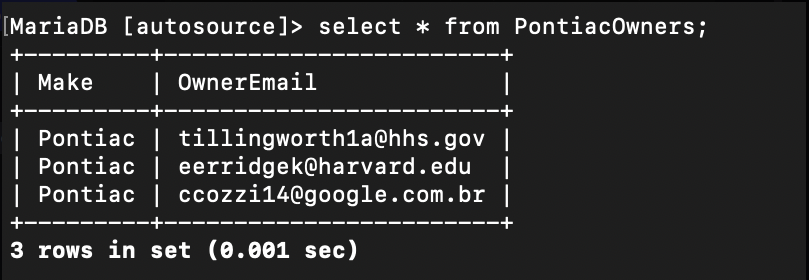 [MariaDB [autosource]> select * from PontiacOwners;
+---------+----------------------------+
| Make    | OwnerEmail                 |
+---------+----------------------------+
| Pontiac | tillingworth1a@hhs.gov |
| Pontiac | eerridgek@harvard.edu  |
| Pontiac | ccozzi14@google.com.br |
+---------+----------------------------+
3 rows in set (0.001 sec)